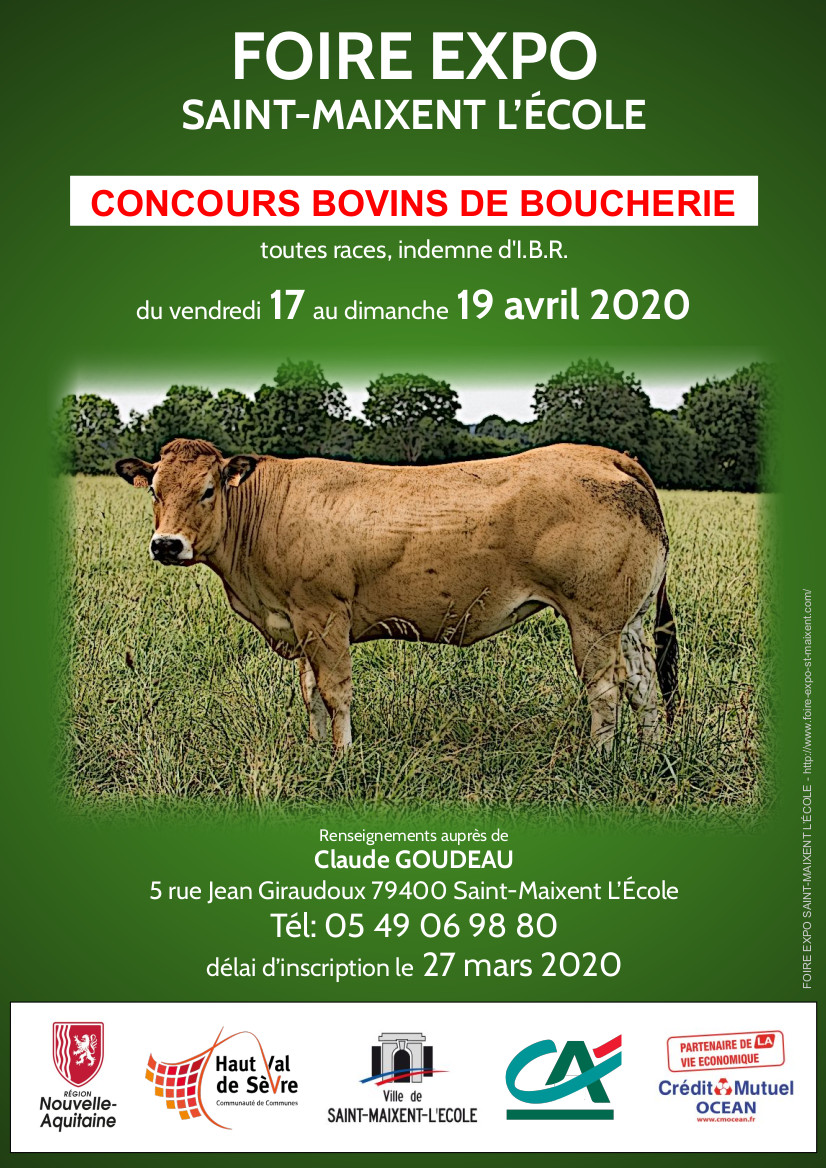 FOIRE EXPO
SAINT-MAIXENT L'ÉCOLE
CONCOURS BOVINS DE BOUCHERIE
toutes races, indemne d'I.B.R.
du vendredi 17 au dimanche 19 avril 2020
Renseignements auprès de
Claude GOUDEAU
5 rue Jean Giraudoux 79400 Saint-Maixent L'École
Tél: 05 49 06 98 80
délai d'inscription le 27 mars 2020
FOIRE EXPO SAINT-MAIXENT L'ÉCOLE - http://www.foire-expo-st-maixent.com/
RÉGION
Nouvelle-
Aquitaine
Haut Val
de Sèvre
Communauté de Communes
Ville de
SAINT-MAIXENT-L'ECOLE
CA
PARTENAIRE DE LA
VIE ECONOMIQUE
Crédit Mutuel
OCEAN
www.cmocean.fr